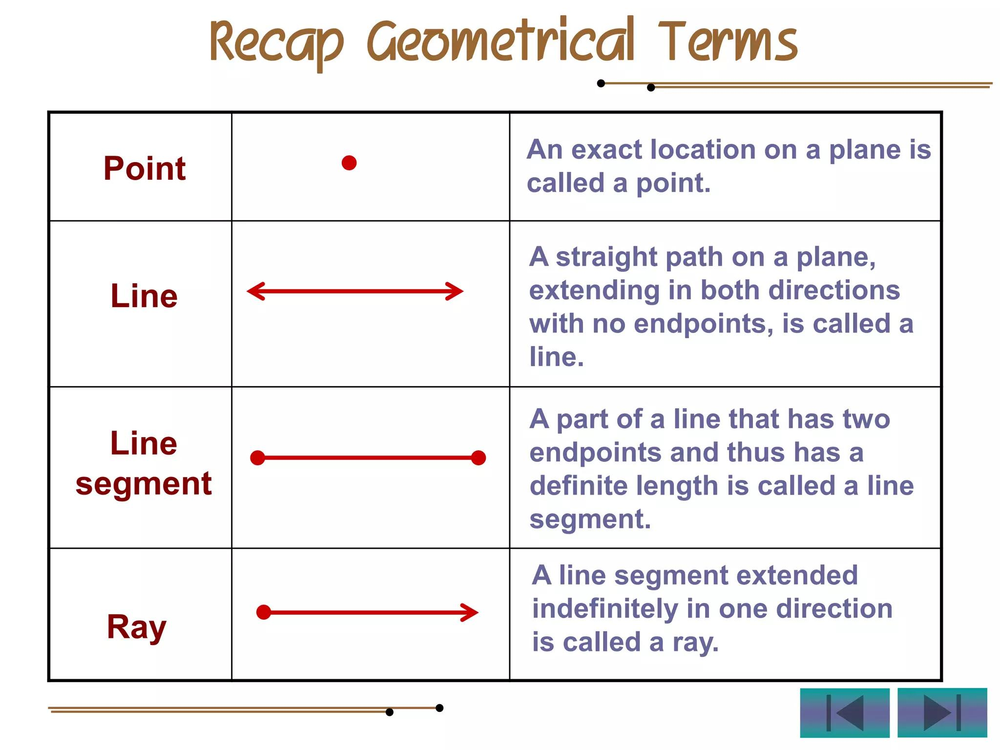 Recap Geometrical Terms
Point
An exact location on a plane is
called a point.
Line
A straight path on a plane,
extending in both directions
with no endpoints, is called a
line.
Line
segment
A part of a line that has two
endpoints and thus has a
definite length is called a line
segment.
Ray
A line segment extended
indefinitely in one direction
is called a ray.